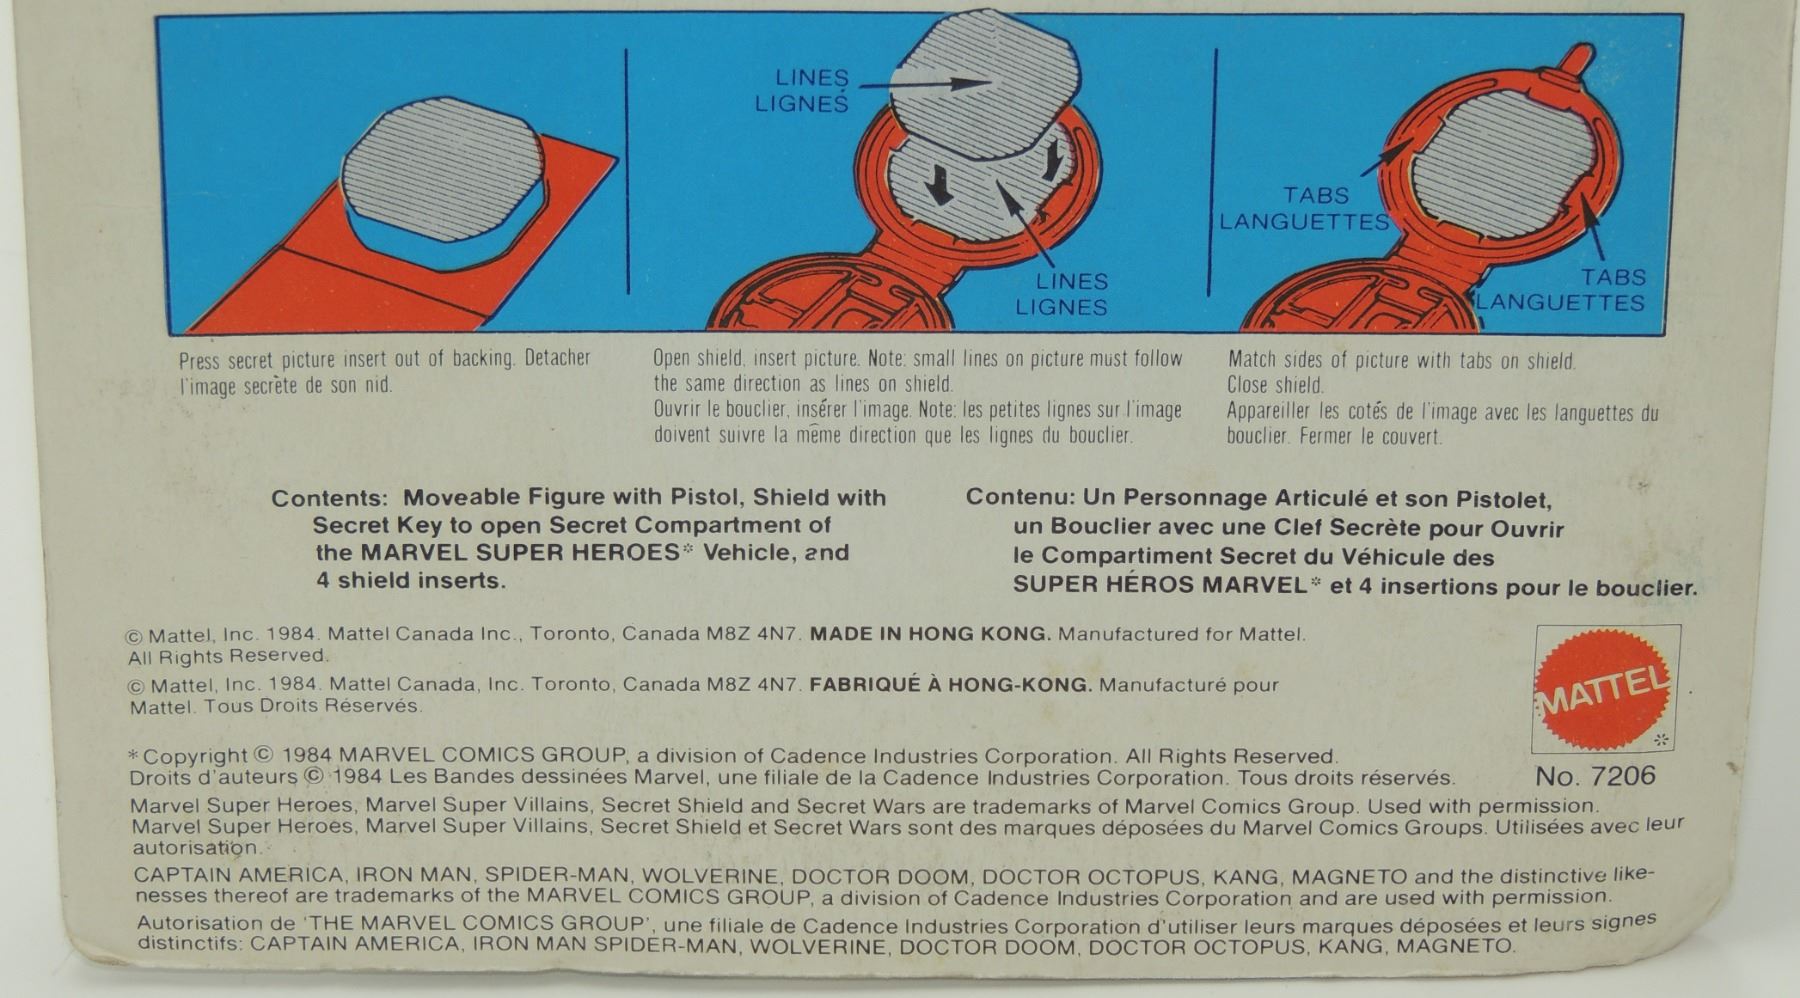 LINES
LIGNES
LINES
LIGNES
TABS
LANGUETTES
TABS
LANGUETTES
Press secret picture insert out of backing. Detacher
l'image secrète de son nid.
Open shield, insert picture. Note: small lines on picture must follow
the same direction as lines on shield.
Ouvrir le bouclier, insérer l'image. Note: les petites lignes sur l'image
doivent suivre la même direction que les lignes du bouclier.
Match sides of picture with tabs on shield.
Close shield.
Appareiller les cotés de l'image avec les languettes du
bouclier. Fermer le couvert.
Contents: Moveable Figure with Pistol, Shield with
Secret Key to open Secret Compartment of
the MARVEL SUPER HEROES* Vehicle, and
4 shield inserts.
Contenu: Un Personnage Articulé et son Pistolet,
un Bouclier avec une Clef Secrète pour Ouvrir
le Compartiment Secret du Véhicule des
SUPER HÉROS MARVEL* et 4 insertions pour le bouclier.
© Mattel, Inc. 1984. Mattel Canada Inc., Toronto, Canada M8Z 4N7. MADE IN HONG KONG. Manufactured for Mattel.
All Rights Reserved.
© Mattel, Inc. 1984. Mattel Canada, Inc. Toronto, Canada M8Z 4N7. FABRIQUÉ À HONG-KONG. Manufacturé pour
Mattel. Tous Droits Réservés.
MATTEL
*Copyright © 1984 MARVEL COMICS GROUP, a division of Cadence Industries Corporation. All Rights Reserved.
Droits d'auteurs © 1984 Les Bandes dessinées Marvel, une filiale de la Cadence Industries Corporation. Tous droits réservés.
No. 7206
Marvel Super Heroes, Marvel Super Villains, Secret Shield and Secret Wars are trademarks of Marvel Comics Group. Used with permission.
Marvel Super Heroes, Marvel Super Villains, Secret Shield et Secret Wars sont des marques déposées du Marvel Comics Groups. Utilisées avec leur
autorisation.
CAPTAIN AMERICA, IRON MAN, SPIDER-MAN, WOLVERINE, DOCTOR DOOM, DOCTOR OCTOPUS, KANG, MAGNETO and the distinctive like-
nesses thereof are trademarks of the MARVEL COMICS GROUP, a division of Cadence Industries Corporation and are used with permission.
Autorisation de 'THE MARVEL COMICS GROUP', une filiale de Cadence Industries Corporation d'utiliser leurs marques déposées et leurs signes
distinctifs: CAPTAIN AMERICA, IRON MAN SPIDER-MAN, WOLVERINE, DOCTOR DOOM, DOCTOR OCTOPUS, KANG, MAGNETO.